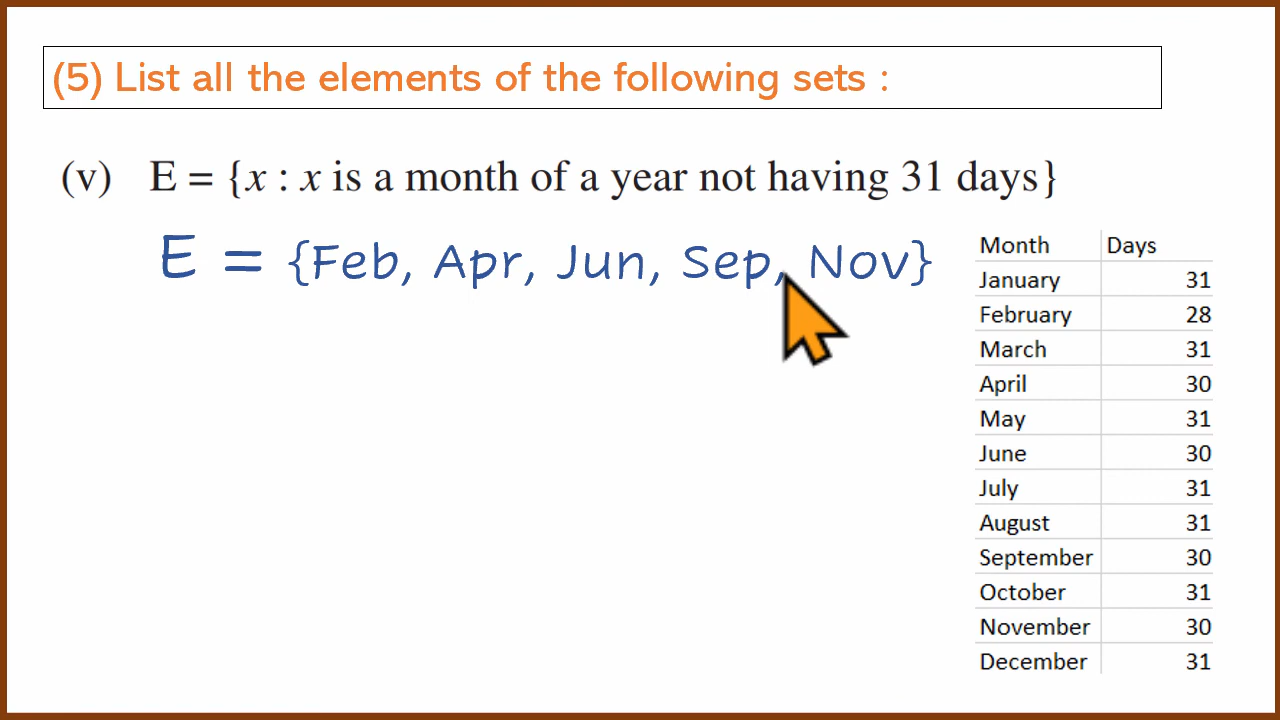 (5) List all the elements of the following sets :
(v) E = {x : x is a month of a year not having 31 days}
E = {Feb, Apr, Jun, Sep, Nov}
Month Days
January 31
February 28
March 31
April 30
May 31
June 30
July 31
August 31
September 30
October 31
November 30
December 31